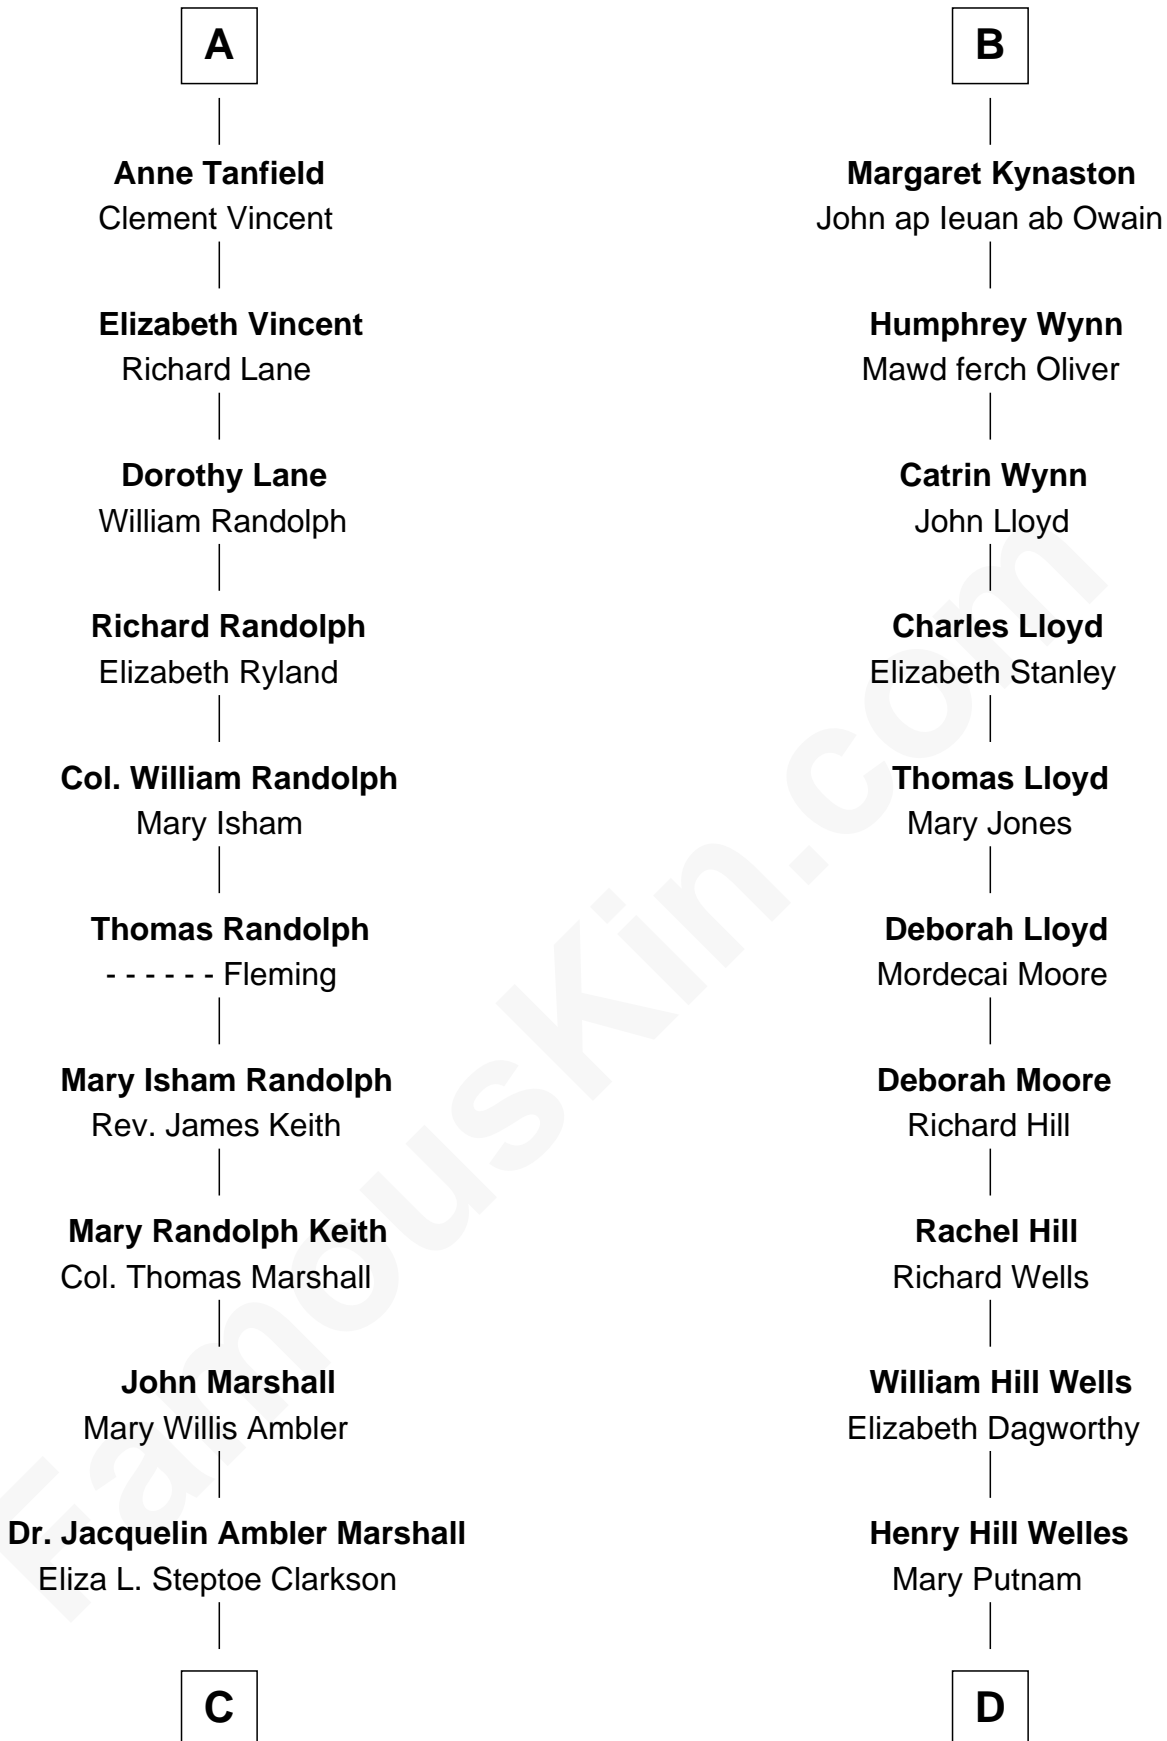 A
Anne Tanfield
Clement Vincent
Elizabeth Vincent
Richard Lane
Dorothy Lane
William Randolph
Richard Randolph
Elizabeth Ryland
Col. William Randolph
Mary Isham
Thomas Randolph
- - - - - - Fleming
Mary Isham Randolph
Rev. James Keith
Mary Randolph Keith
Col. Thomas Marshall
John Marshall
Mary Willis Ambler
Dr. Jacquelin Ambler Marshall
Eliza L. Steptoe Clarkson
C
B
Margaret Kynaston
John ap Ieuan ab Owain
Humphrey Wynn
Mawd ferch Oliver
Catrin Wynn
John Lloyd
Charles Lloyd
Elizabeth Stanley
Thomas Lloyd
Mary Jones
Deborah Lloyd
Mordecai Moore
Deborah Moore
Richard Hill
Rachel Hill
Richard Wells
William Hill Wells
Elizabeth Dagworthy
Henry Hill Welles
Mary Putnam
D
FamousKin.com